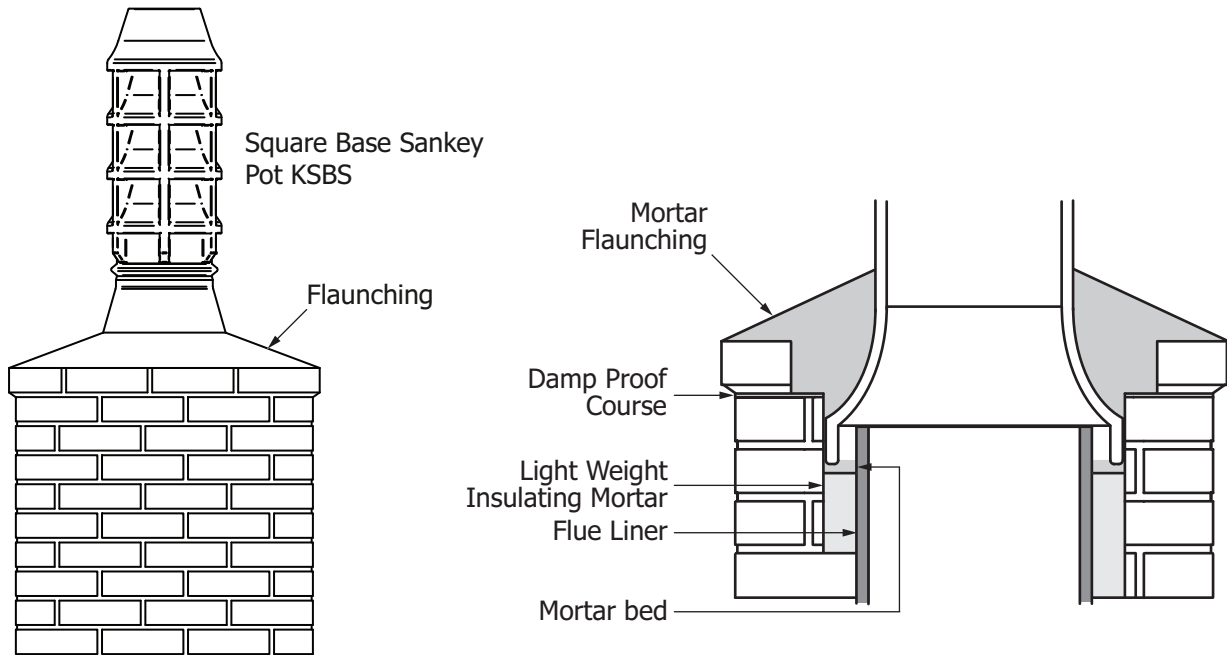 Square Base Sankey
Pot KSBS
Flaunching
Mortar
Flaunching
Damp Proof
Course
Light Weight
Insulating Mortar
Flue Liner
Mortar bed